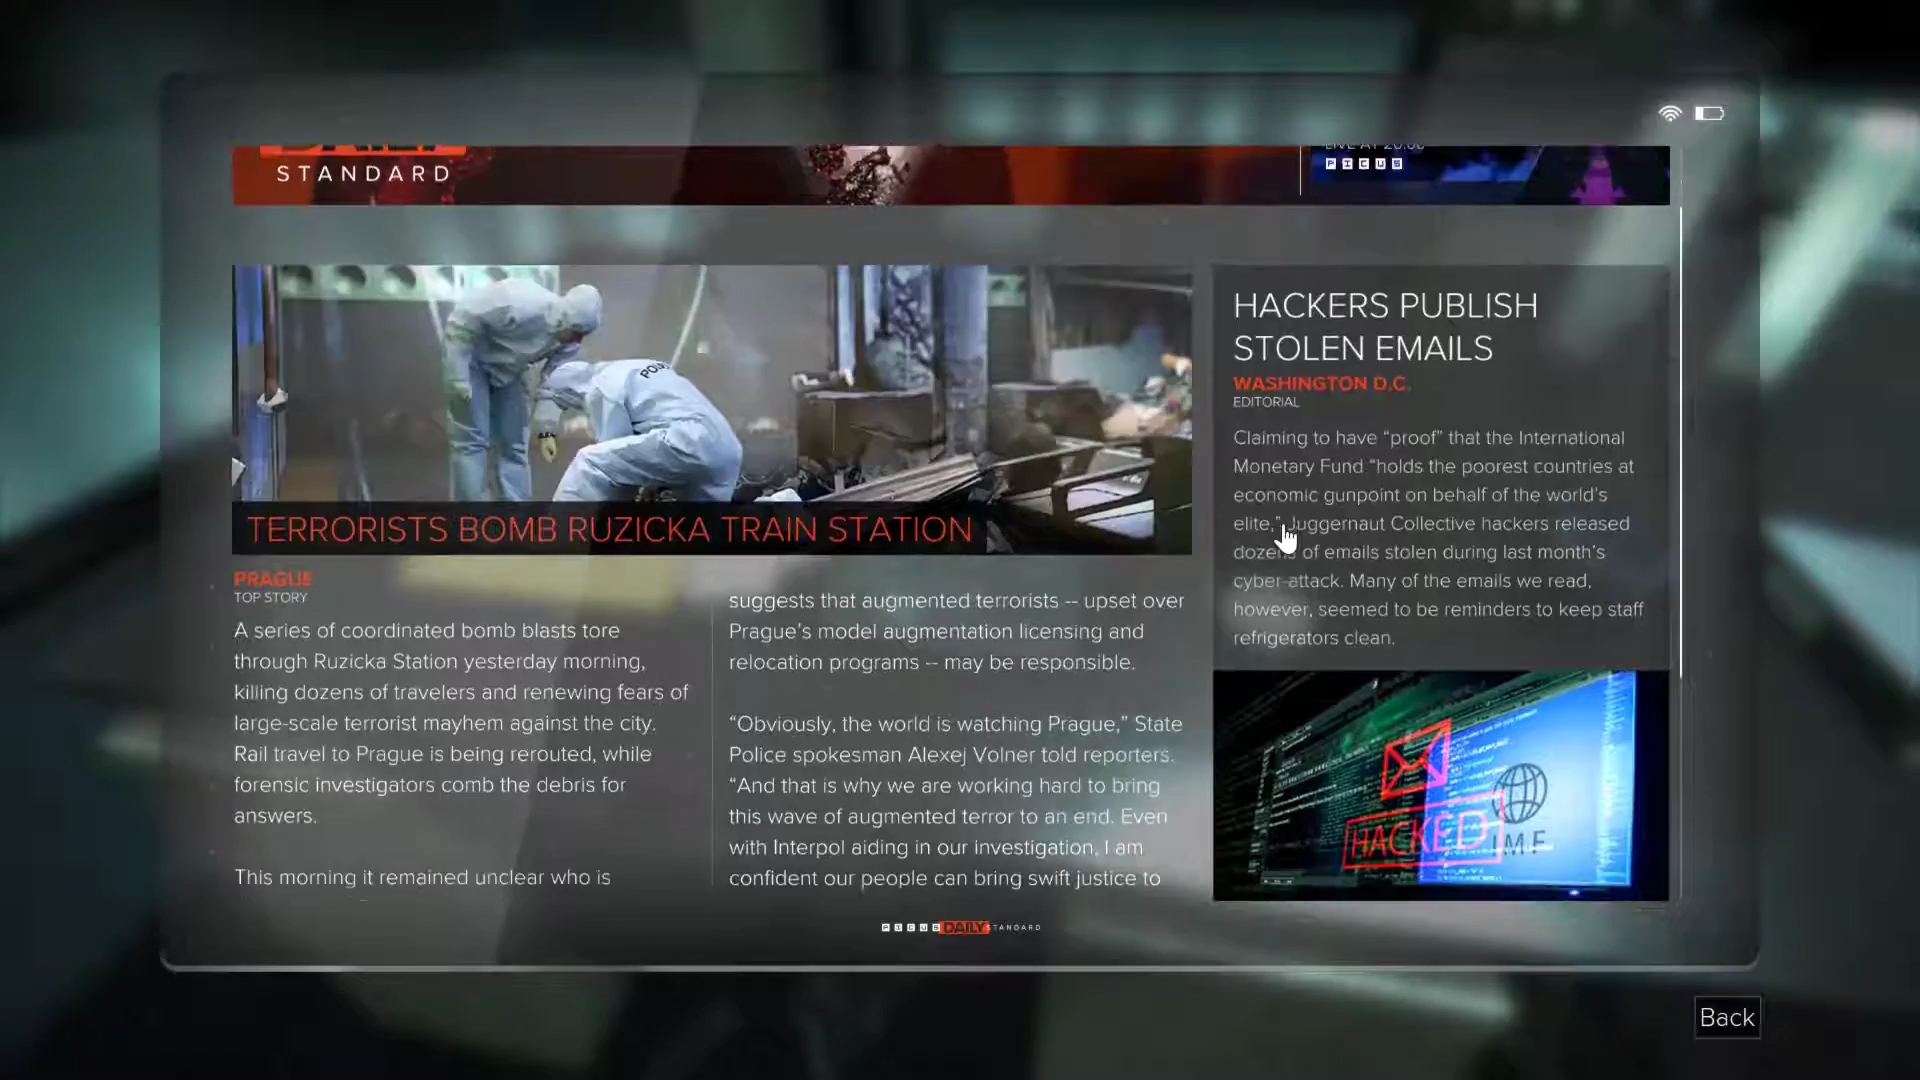 STANDARD
LIVE AT 20:00
PICUS
TERRORISTS BOMB RUZICKA TRAIN STATION
PRAGUE
TOP STORY
A series of coordinated bomb blasts tore
through Ruzicka Station yesterday morning,
killing dozens of travelers and renewing fears of
large-scale terrorist mayhem against the city.
Rail travel to Prague is being rerouted, while
forensic investigators comb the debris for
answers.
This morning it remained unclear who is
suggests that augmented terrorists -- upset over
Prague’s model augmentation licensing and
relocation programs -- may be responsible.
“Obviously, the world is watching Prague,” State
Police spokesman Alexej Volner told reporters.
“And that is why we are working hard to bring
this wave of augmented terror to an end. Even
with Interpol aiding in our investigation, I am
confident our people can bring swift justice to
HACKERS PUBLISH
STOLEN EMAILS
WASHINGTON D.C.
EDITORIAL
Claiming to have “proof” that the International
Monetary Fund “holds the poorest countries at
economic gunpoint on behalf of the world’s
elite,” Juggernaut Collective hackers released
dozens of emails stolen during last month’s
cyber-attack. Many of the emails we read,
however, seemed to be reminders to keep staff
refrigerators clean.
HACKED
IMF
PICUS DAILY STANDARD
Back